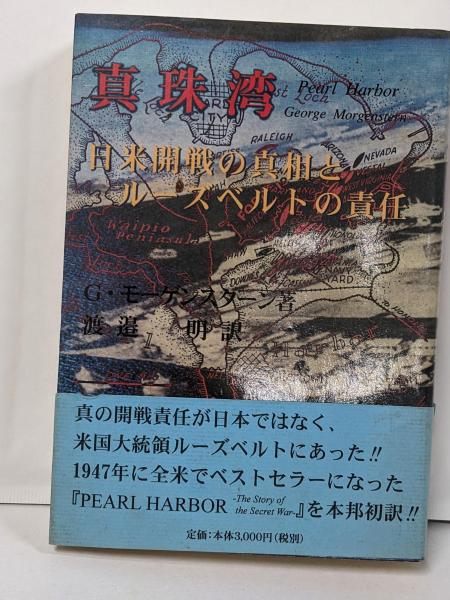 真珠湾
Pearl Harbor
George Morgenstern
日米開戦の真相と
ルーズベルトの責任
RALEIGH
NEVADA
Waipio
Peninsula
G・モーゲンスターン著
渡邉 明訳
真の開戦責任が日本ではなく、
米国大統領ルーズベルトにあった!!
1947年に全米でベストセラーになった
『PEARL HARBOR -The Story of the Secret War-』を本邦初訳!!
定価：本体3,000円（税別）